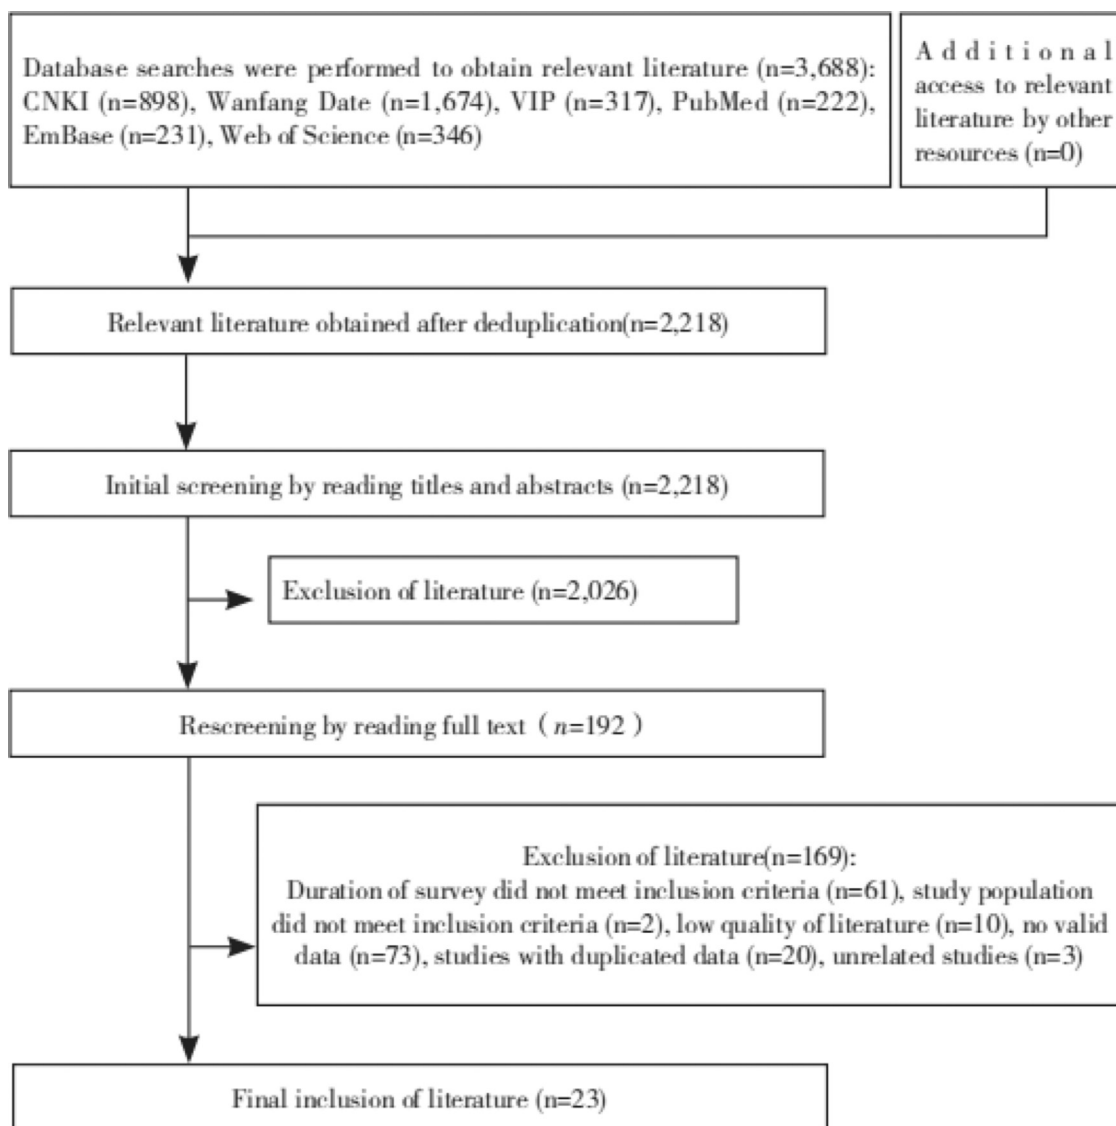 Database searches were performed to obtain relevant literature (n=3,688):
CNKI (n=898), Wanfang Date (n=1,674), VIP (n=317), PubMed (n=222),
EmBase (n=231), Web of Science (n=346)
Additional
access to relevant
literature by other
resources (n=0)
Relevant literature obtained after deduplication(n=2,218)
Initial screening by reading titles and abstracts (n=2,218)
Exclusion of literature (n=2,026)
Rescreening by reading full text ( n=192 )
Exclusion of literature(n=169):
Duration of survey did not meet inclusion criteria (n=61), study population
did not meet inclusion criteria (n=2), low quality of literature (n=10), no valid
data (n=73), studies with duplicated data (n=20), unrelated studies (n=3)
Final inclusion of literature (n=23)